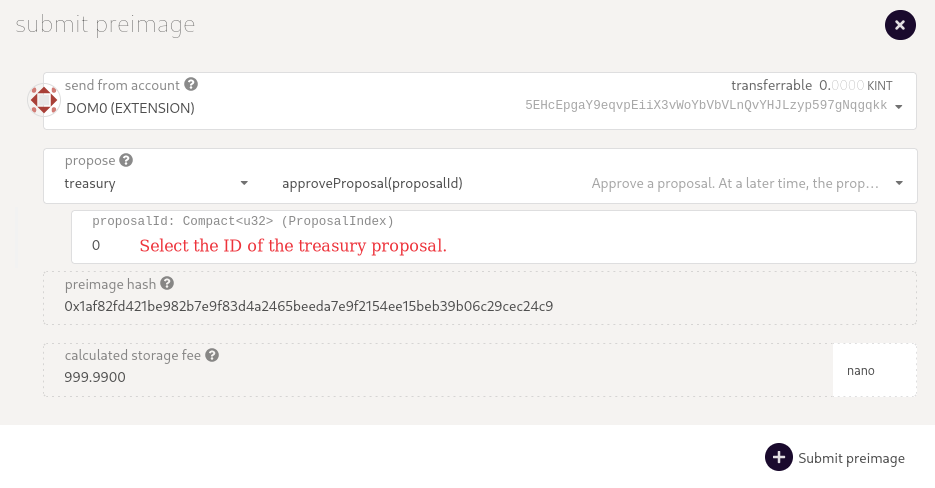 submit preimage
send from account
transferrable 0.0000 KINT
DOM0 (EXTENSION)
5EHcEpgaY9eqvpEiiX3vWoYbVbVLnQvYHJLzyp597gNqgqkk
propose
treasury
approveProposal(proposalId)
Approve a proposal. At a later time, the prop...
proposalId: Compact<u32> (ProposalIndex)
0
Select the ID of the treasury proposal.
preimage hash
0x1af82fd421be982b7e9f83d4a2465beeda7e9f2154ee15beb39b06c29cec24c9
calculated storage fee
999.9900
nano
Submit preimage